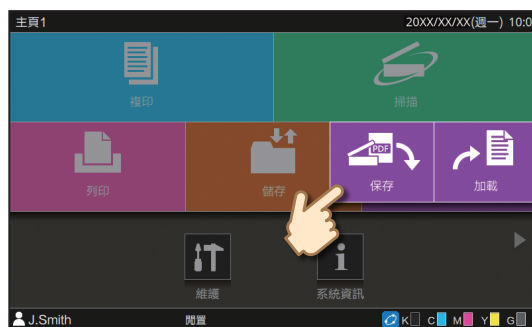 主頁1 20XX/XX/XX(週一) 10:0
複印 掃描
列印 儲存 PDF 保存 加載
維護 系統資訊
J.Smith 閒置 K C M Y G